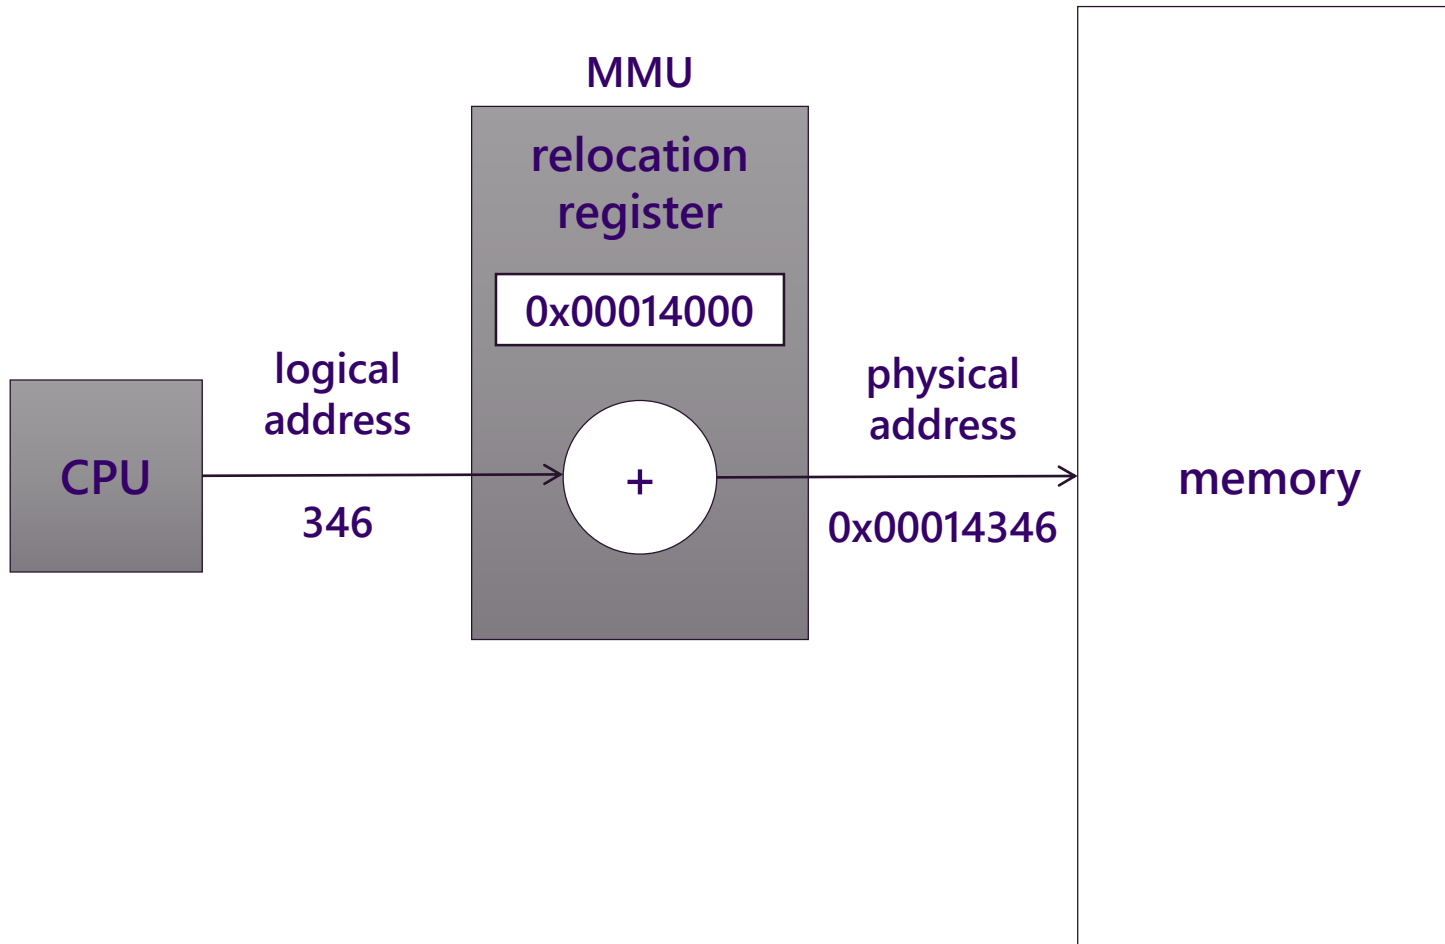 MMU
relocation
register
0x00014000
logical
address
physical
address
CPU
+
memory
346
0x00014346